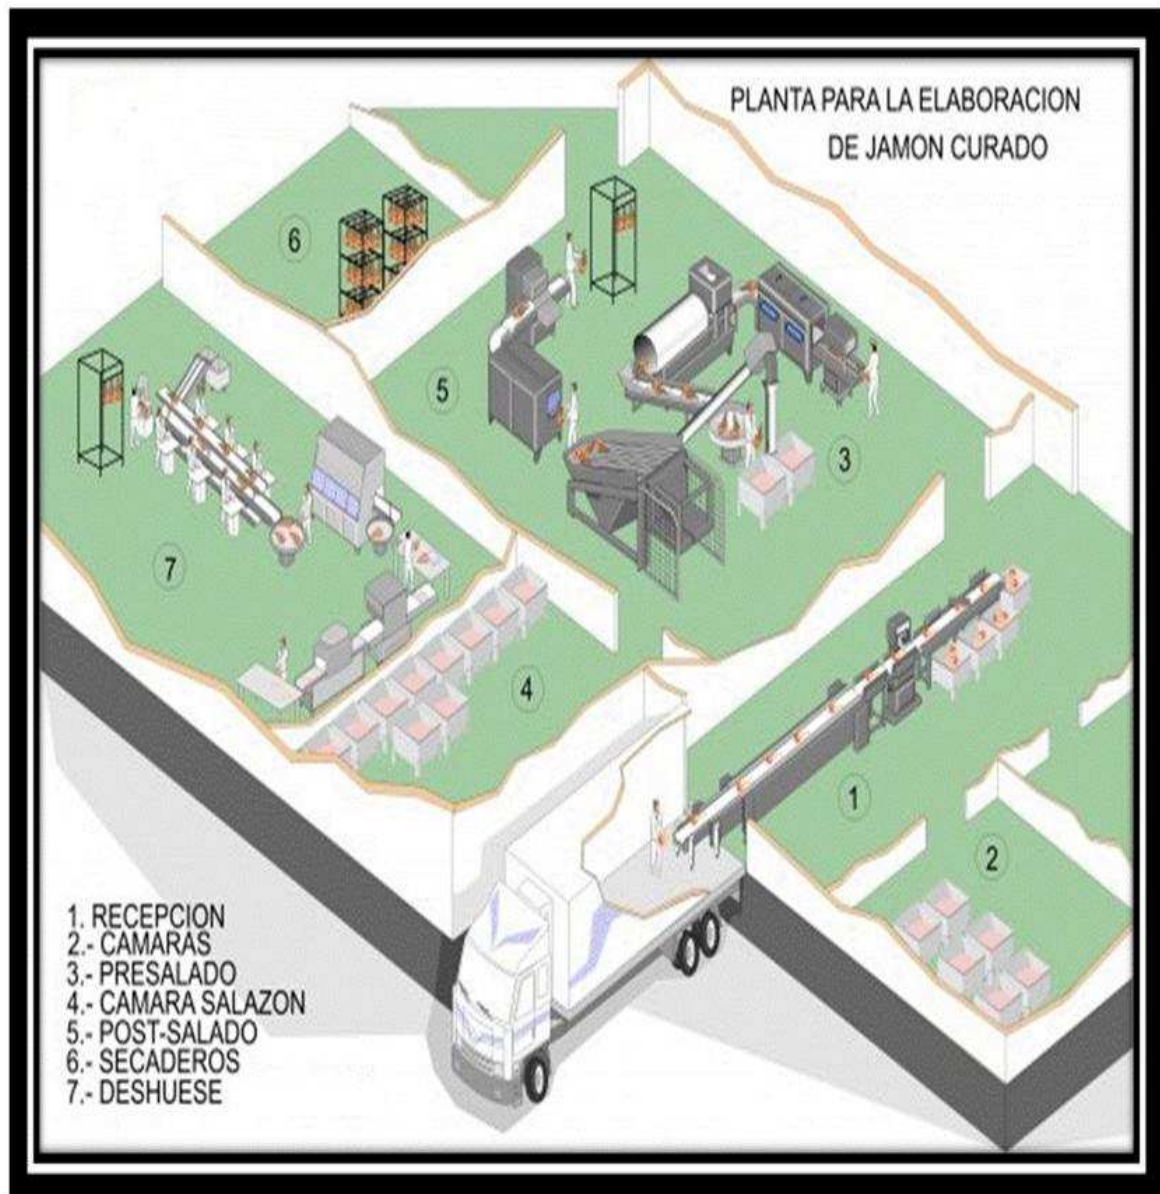 PLANTA PARA LA ELABORACION
DE JAMON CURADO
6
5
3
7
4
1
2
1. RECEPCION
2.- CAMARAS
3.- PRESALADO
4.- CAMARA SALAZON
5.- POST-SALADO
6.- SECADEROS
7.- DESHUESE